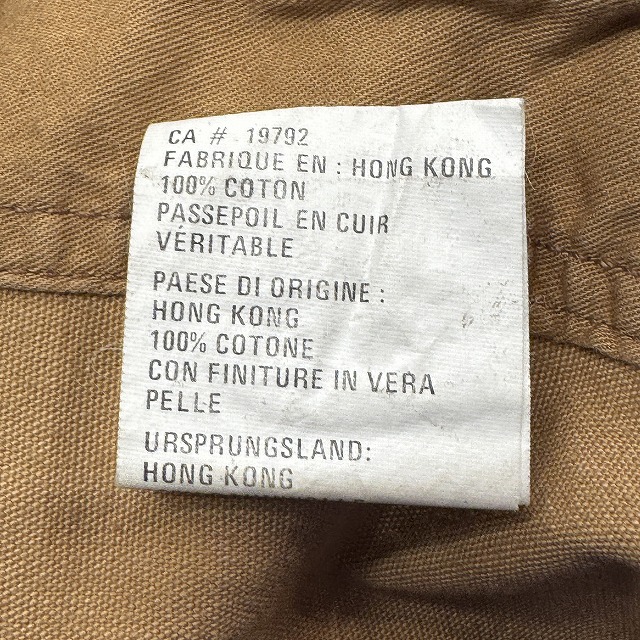 CA # 19792
FABRIQUE EN : HONG KONG
100% COTON
PASSEPOIL EN CUIR
VÉRITABLE
PAESE DI ORIGINE :
HONG KONG
100% COTONE
CON FINITURE IN VERA
PELLE
URSPRUNGSLAND:
HONG KONG